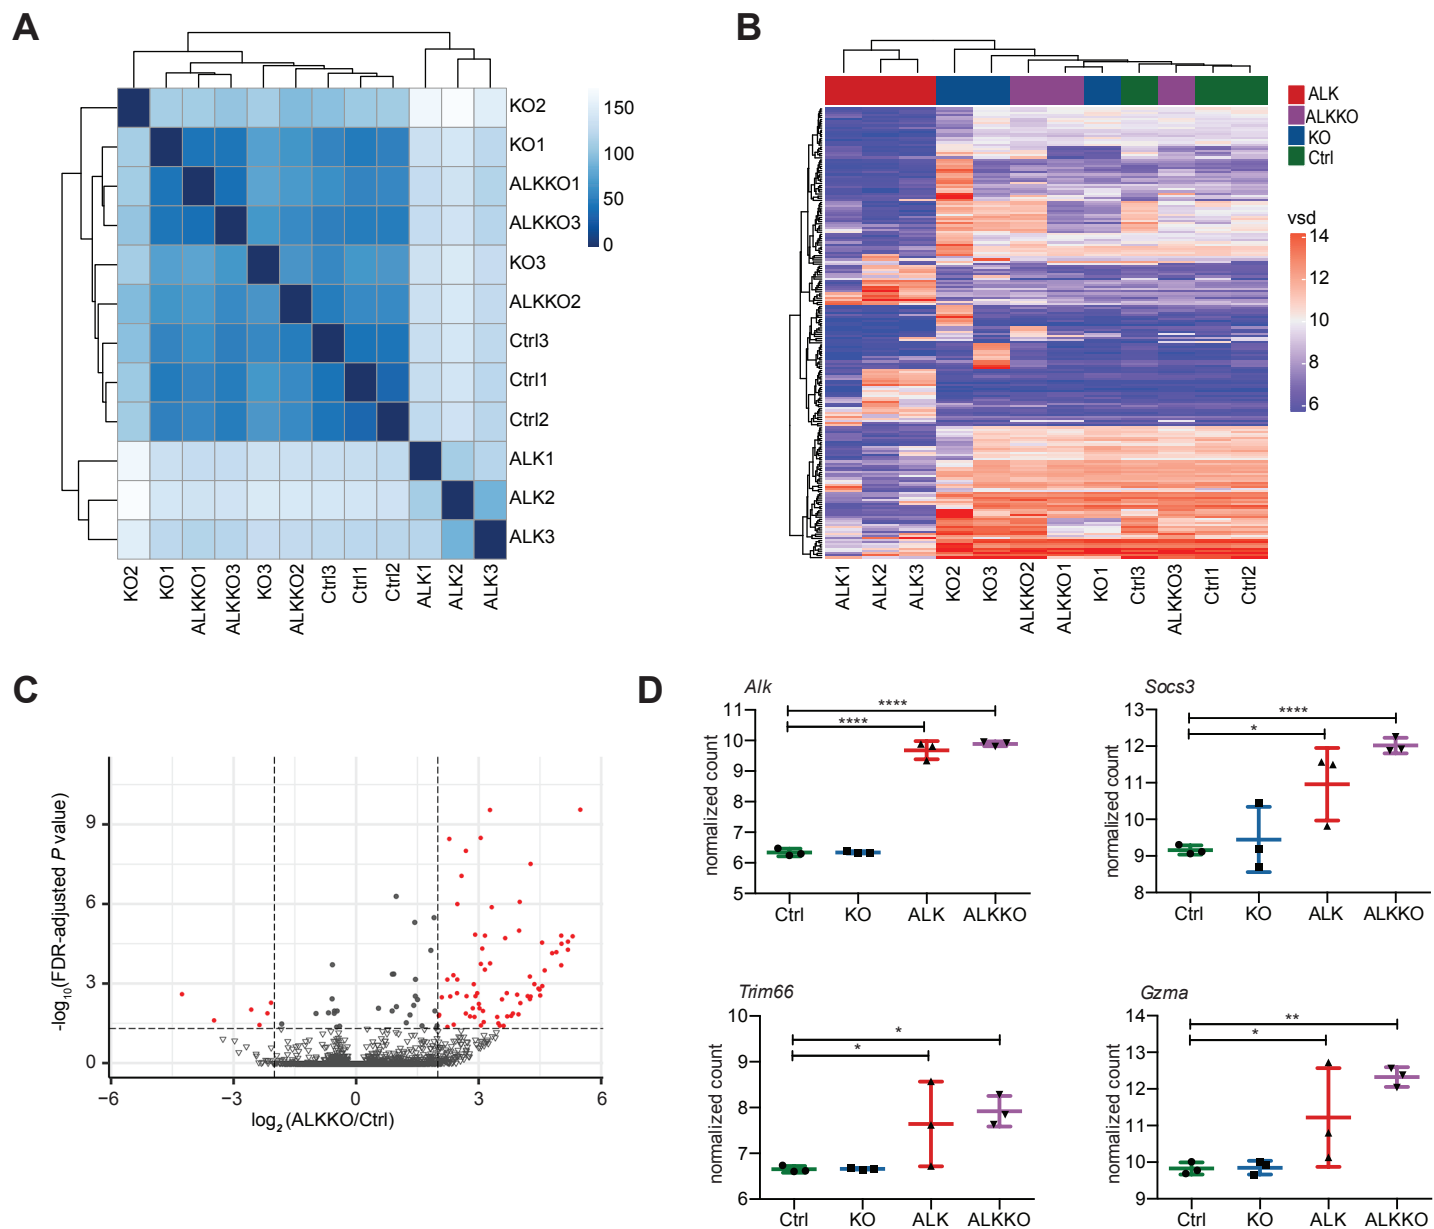 A
KO2
KO1
ALKKO1
ALKKO3
KO3
ALKKO2
Ctrl3
Ctrl1
Ctrl2
ALK1
ALK2
ALK3
150
100
50
0
KO2
KO1
ALKKO1
ALKKO3
KO3
ALKKO2
Ctrl3
Ctrl1
Ctrl2
ALK1
ALK2
ALK3
B
ALK
ALKKO
KO
Ctrl
vsd
14
12
10
8
6
ALK1
ALK2
ALK3
KO2
KO3
ALKKO2
ALKKO1
KO1
Ctrl3
ALKKO3
Ctrl1
Ctrl2
C
-log10(FDR-adjusted P value)
9
6
3
0
−6
−3
0
3
6
log2(ALKKO/Ctrl)
D
Alk
normalized count
11
10
9
8
7
6
5
****
****
Ctrl
KO
ALK
ALKKO
Socs3
normalized count
13
12
11
10
9
8
****
*
Ctrl
KO
ALK
ALKKO
Trim66
normalized count
10
9
8
7
6
*
*
Ctrl
KO
ALK
ALKKO
Gzma
normalized count
14
13
12
11
10
9
**
*
Ctrl
KO
ALK
ALKKO